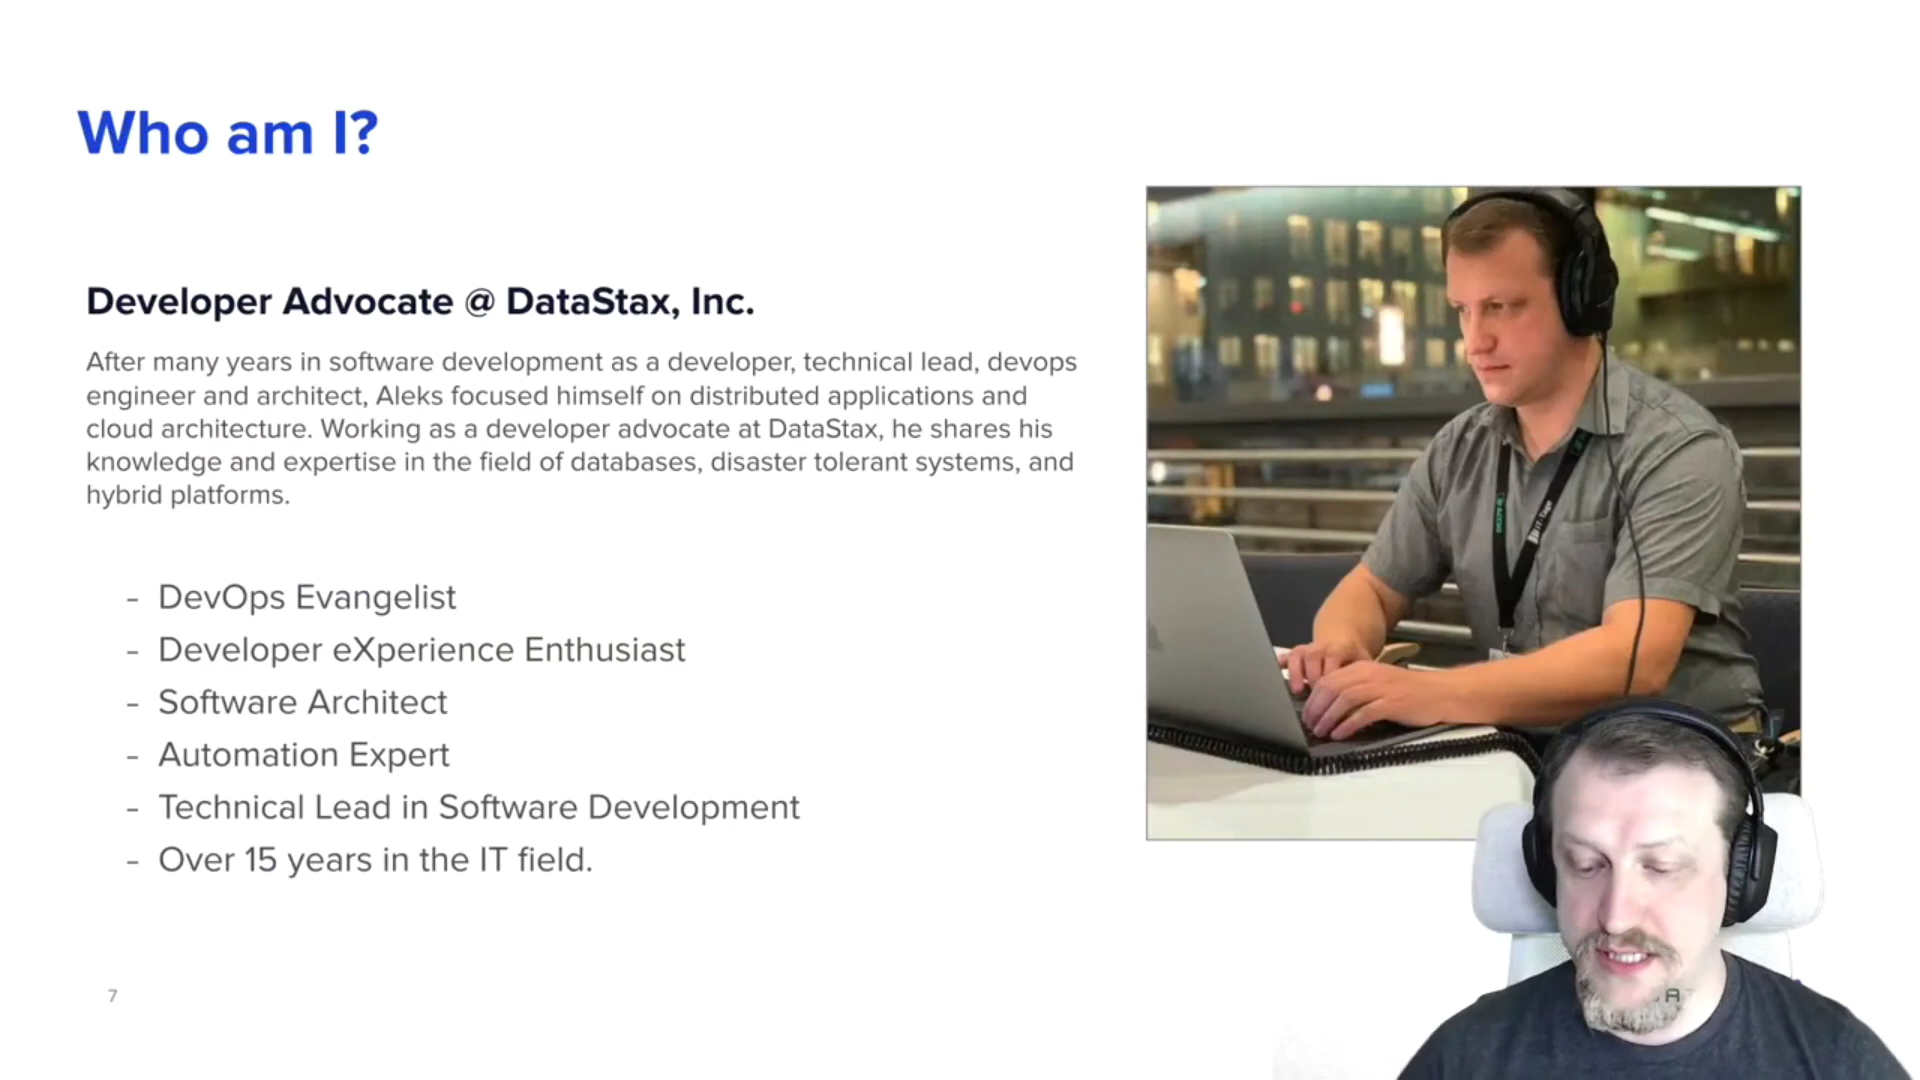 Who am I?
Developer Advocate @ DataStax, Inc.
After many years in software development as a developer, technical lead, devops
engineer and architect, Aleks focused himself on distributed applications and
cloud architecture. Working as a developer advocate at DataStax, he shares his
knowledge and expertise in the field of databases, disaster tolerant systems, and
hybrid platforms.
- DevOps Evangelist
- Developer eXperience Enthusiast
- Software Architect
- Automation Expert
- Technical Lead in Software Development
- Over 15 years in the IT field.
7